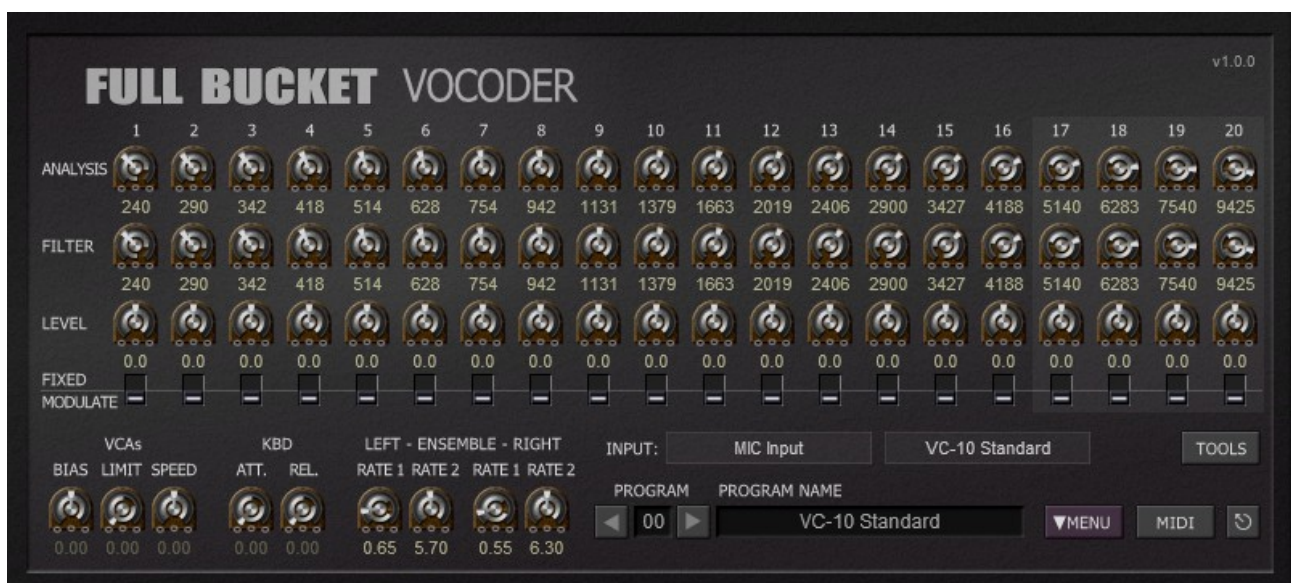 v1.0.0
FULL BUCKET VOCODER
1 2 3 4 5 6 7 8 9 10 11 12 13 14 15 16 17 18 19 20
ANALYSIS
240 290 342 418 514 628 754 942 1131 1379 1663 2019 2406 2900 3427 4188 5140 6283 7540 9425
FILTER
240 290 342 418 514 628 754 942 1131 1379 1663 2019 2406 2900 3427 4188 5140 6283 7540 9425
LEVEL
0.0 0.0 0.0 0.0 0.0 0.0 0.0 0.0 0.0 0.0 0.0 0.0 0.0 0.0 0.0 0.0 0.0 0.0 0.0 0.0
FIXED
MODULATE
VCAs KBD LEFT - ENSEMBLE - RIGHT INPUT: MIC Input VC-10 Standard TOOLS
BIAS LIMIT SPEED ATT. REL. RATE 1 RATE 2 RATE 1 RATE 2
PROGRAM PROGRAM NAME
00 VC-10 Standard ▼MENU MIDI
0.00 0.00 0.00 0.00 0.00 0.65 5.70 0.55 6.30